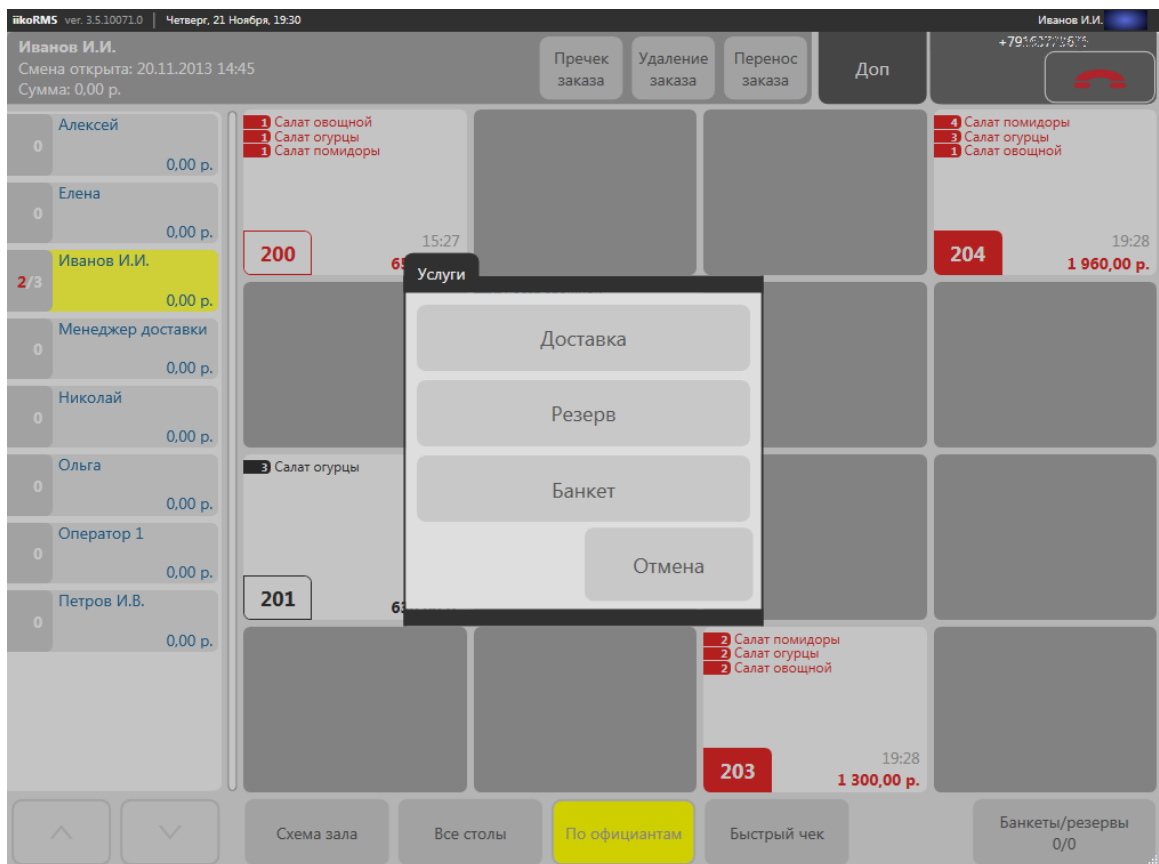 iikoRMS ver. 3.5.10071.0 Четверг, 21 Ноября, 19:30 Иванов И.И.
Иванов И.И.
Смена открыта: 20.11.2013 14:45
Сумма: 0,00 р.
Пречек
заказа
Удаление
заказа
Перенос
заказа
Доп
0
Алексей
0,00 р.
0
Елена
0,00 р.
2/3
Иванов И.И.
0,00 р.
0
Менеджер доставки
0,00 р.
0
Николай
0,00 р.
0
Ольга
0,00 р.
0
Оператор 1
0,00 р.
0
Петров И.В.
0,00 р.
1 Салат овощной
1 Салат огурцы
1 Салат помидоры
15:27
200
4 Салат помидоры
3 Салат огурцы
1 Салат овощной
19:28
204
1 960,00 р.
Услуги
Доставка
Резерв
Банкет
Отмена
3 Салат огурцы
201
2 Салат помидоры
2 Салат огурцы
2 Салат овощной
19:28
203
1 300,00 р.
Схема зала
Все столы
По официантам
Быстрый чек
Банкеты/резервы
0/0